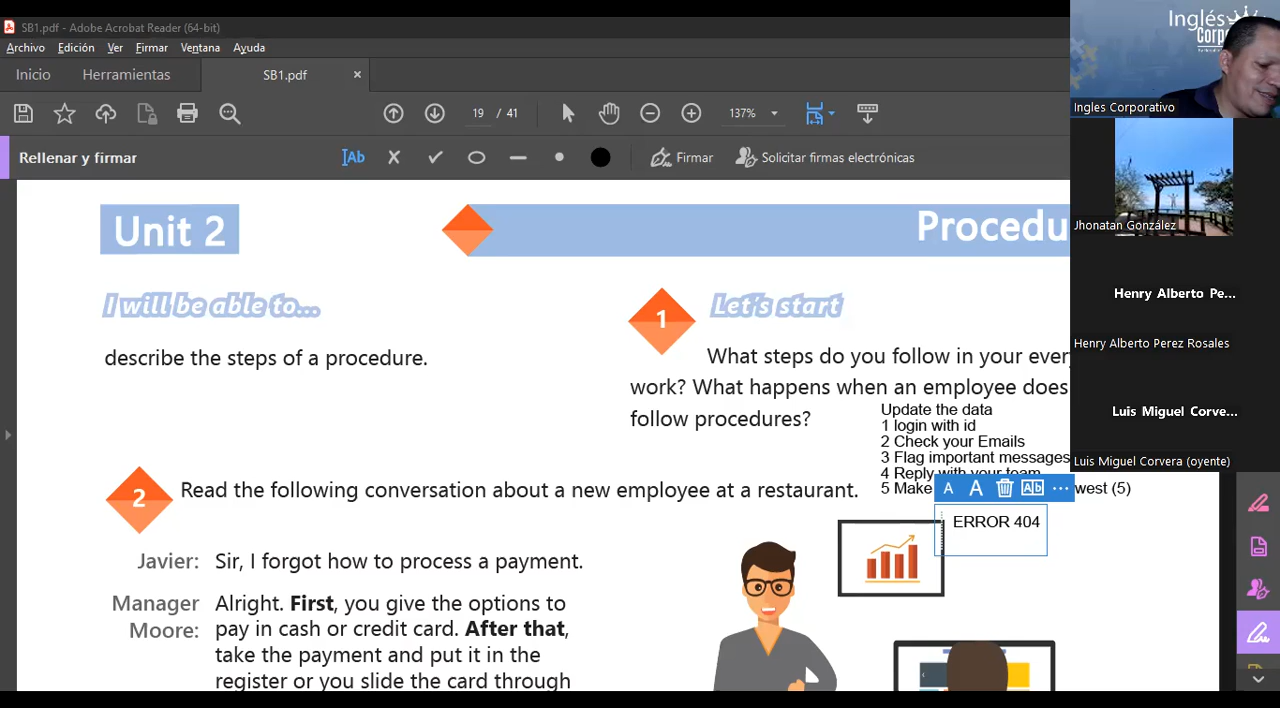 SB1.pdf - Adobe Acrobat Reader (64-bit)
Archivo Edición Ver Firmar Ventana Ayuda
Inicio Herramientas SB1.pdf ×
19 / 41 137%
Rellenar y firmar Ab Firmar Solicitar firmas electrónicas
Unit 2 Procedu
I will be able to...
describe the steps of a procedure.
1 Let's start
What steps do you follow in your ever
work? What happens when an employee does
follow procedures?
Update the data
1 login with id
2 Check your Emails
3 Flag important messages
4 Reply with your team
5 Make west (5)
A A Ab ...
ERROR 404
2 Read the following conversation about a new employee at a restaurant.
Javier: Sir, I forgot how to process a payment.
Manager Moore: Alright. First, you give the options to
pay in cash or credit card. After that,
take the payment and put it in the
register or you slide the card through
Inglés
Corp
Ingles Corporativo
Jhonatan González
Henry Alberto Pe...
Henry Alberto Perez Rosales
Luis Miguel Corve...
Luis Miguel Corvera (oyente)